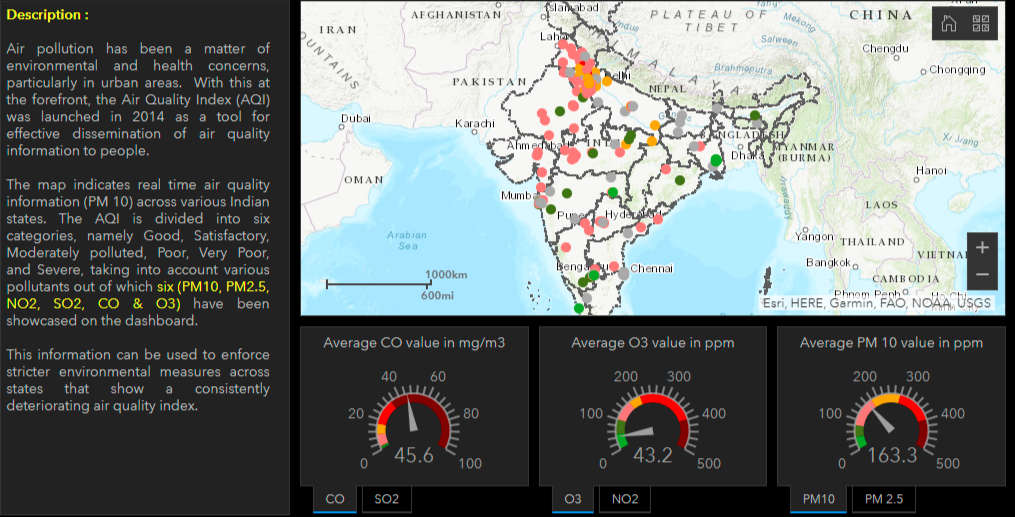 Description :
Air pollution has been a matter of
environmental and health concerns,
particularly in urban areas. With this at
the forefront, the Air Quality Index (AQI)
was launched in 2014 as a tool for
effective dissemination of air quality
information to people.
The map indicates real time air quality
information (PM 10) across various Indian
states. The AQI is divided into six
categories, namely Good, Satisfactory,
Moderately polluted, Poor, Very Poor,
and Severe, taking into account various
pollutants out of which six (PM10, PM2.5,
NO2, SO2, CO & O3) have been
showcased on the dashboard.
This information can be used to enforce
stricter environmental measures across
states that show a consistently
deteriorating air quality index.
IRAN
AFGHANISTAN
PLATEAU OF
TIBET
CHINA
Mekong
Salween
Chengdu
Chongqing
Brahmaputra
PAKISTAN
NEPAL
Dubai
Karachi
OMAN
Dhaka
MYANMAR
(BURMA)
Xi Jiang
Hanoi
LAOS
Arabian
Sea
Irrawaddy
Yangon
THAILAND
Bangkok
CAMBODIA
Chennai
1000km
600mi
+
−
Esri, HERE, Garmin, FAO, NOAA, USGS
Average CO value in mg/m3
0
20
40
60
80
100
45.6
CO
SO2
Average O3 value in ppm
0
100
200
300
400
500
43.2
O3
NO2
Average PM 10 value in ppm
0
100
200
300
400
500
163.3
PM10
PM 2.5